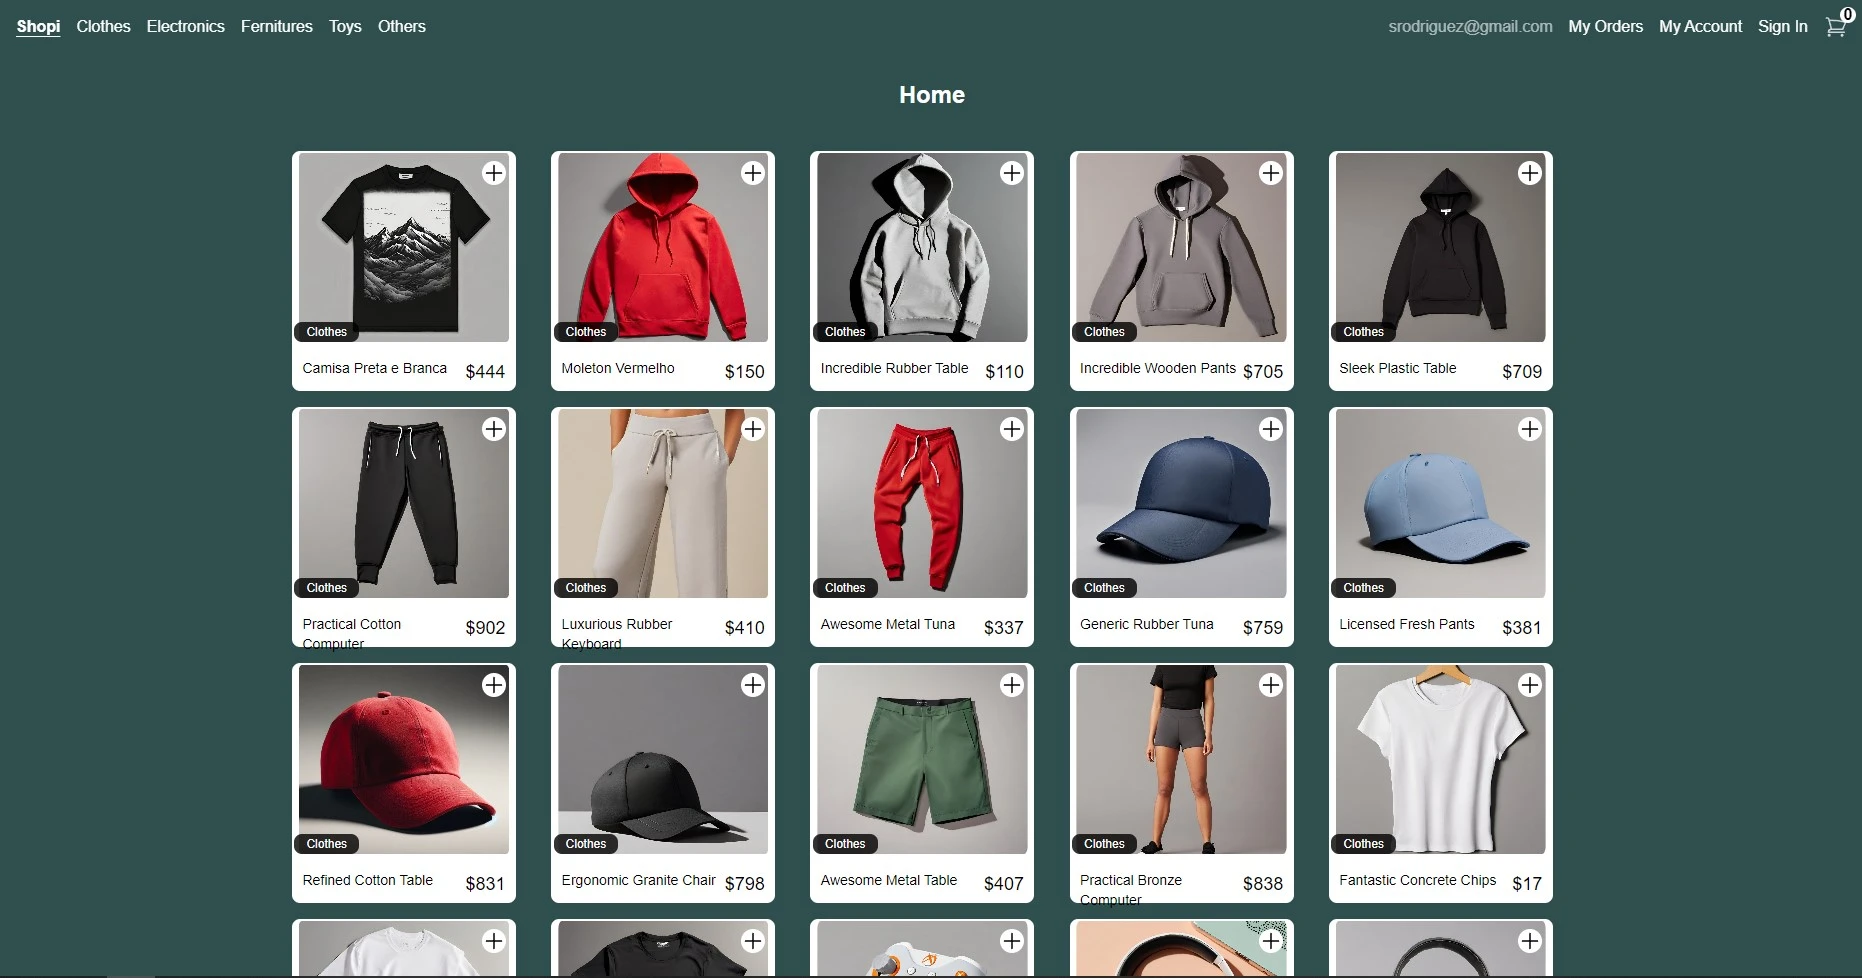 Shopi Clothes Electronics Fernitures Toys Others srodriguez@gmail.com My Orders My Account Sign In 0
Home
Clothes Clothes Clothes Clothes Clothes
Camisa Preta e Branca $444 Moleton Vermelho $150 Incredible Rubber Table $110 Incredible Wooden Pants $705 Sleek Plastic Table $709
Clothes Clothes Clothes Clothes Clothes
Practical Cotton $902 Luxurious Rubber $410 Awesome Metal Tuna $337 Generic Rubber Tuna $759 Licensed Fresh Pants $381
Computer Keyboard
Clothes Clothes Clothes Clothes Clothes
Refined Cotton Table $831 Ergonomic Granite Chair $798 Awesome Metal Table $407 Practical Bronze $838 Fantastic Concrete Chips $17
Computer